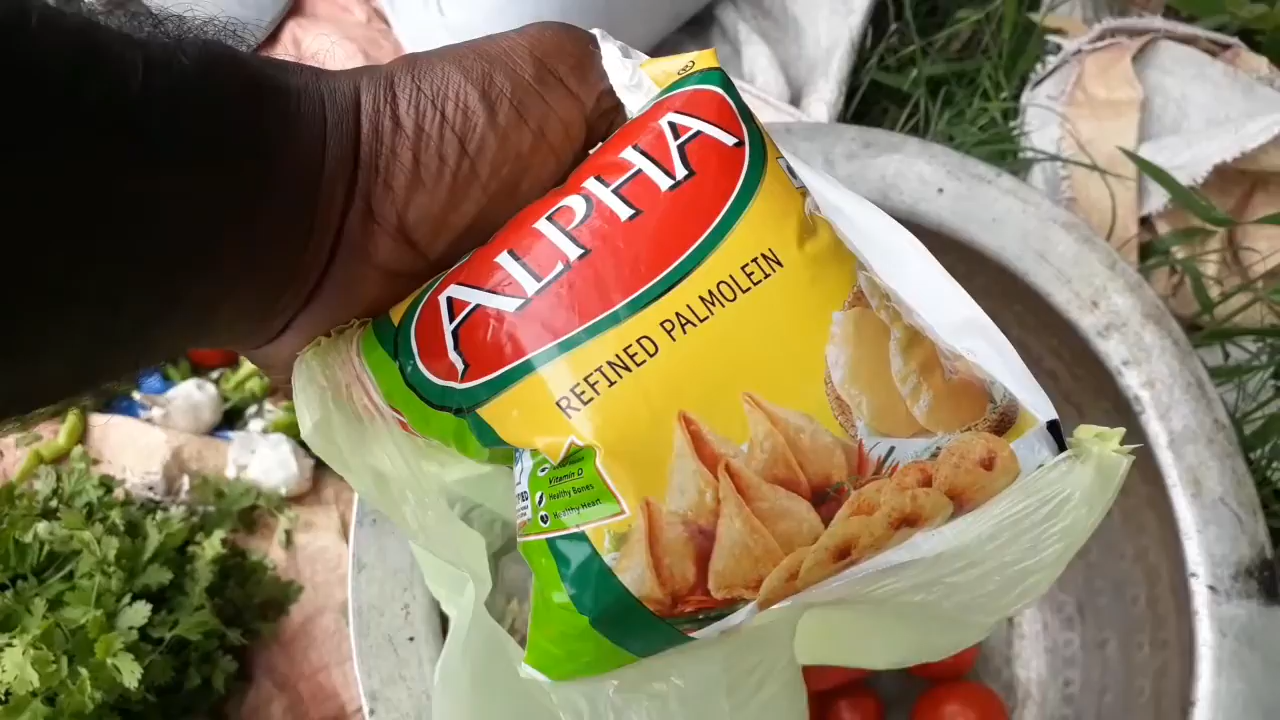 ®
ALPHA
REFINED PALMOLEIN
Vitamin D
Healthy Bones
Healthy Heart